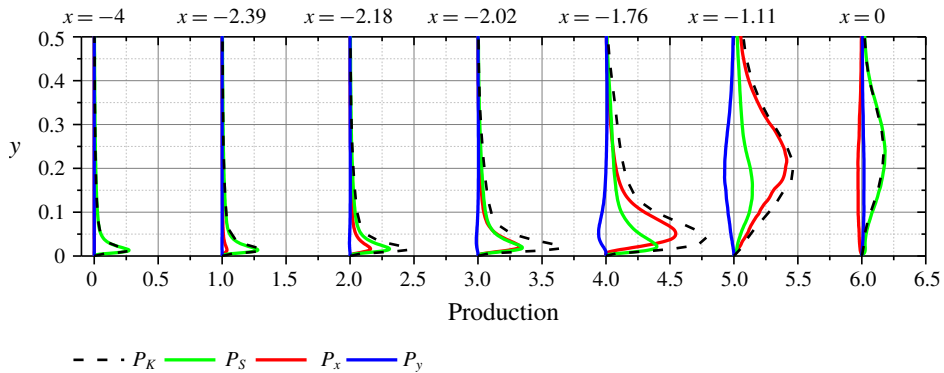 x = −4 x = −2.39 x = −2.18 x = −2.02 x = −1.76 x = −1.11 x = 0
0.5
0.4
0.3
y
0.2
0.1
0
0 0.5 1.0 1.5 2.0 2.5 3.0 3.5 4.0 4.5 5.0 5.5 6.0 6.5
Production
P_K P_S P_x P_y